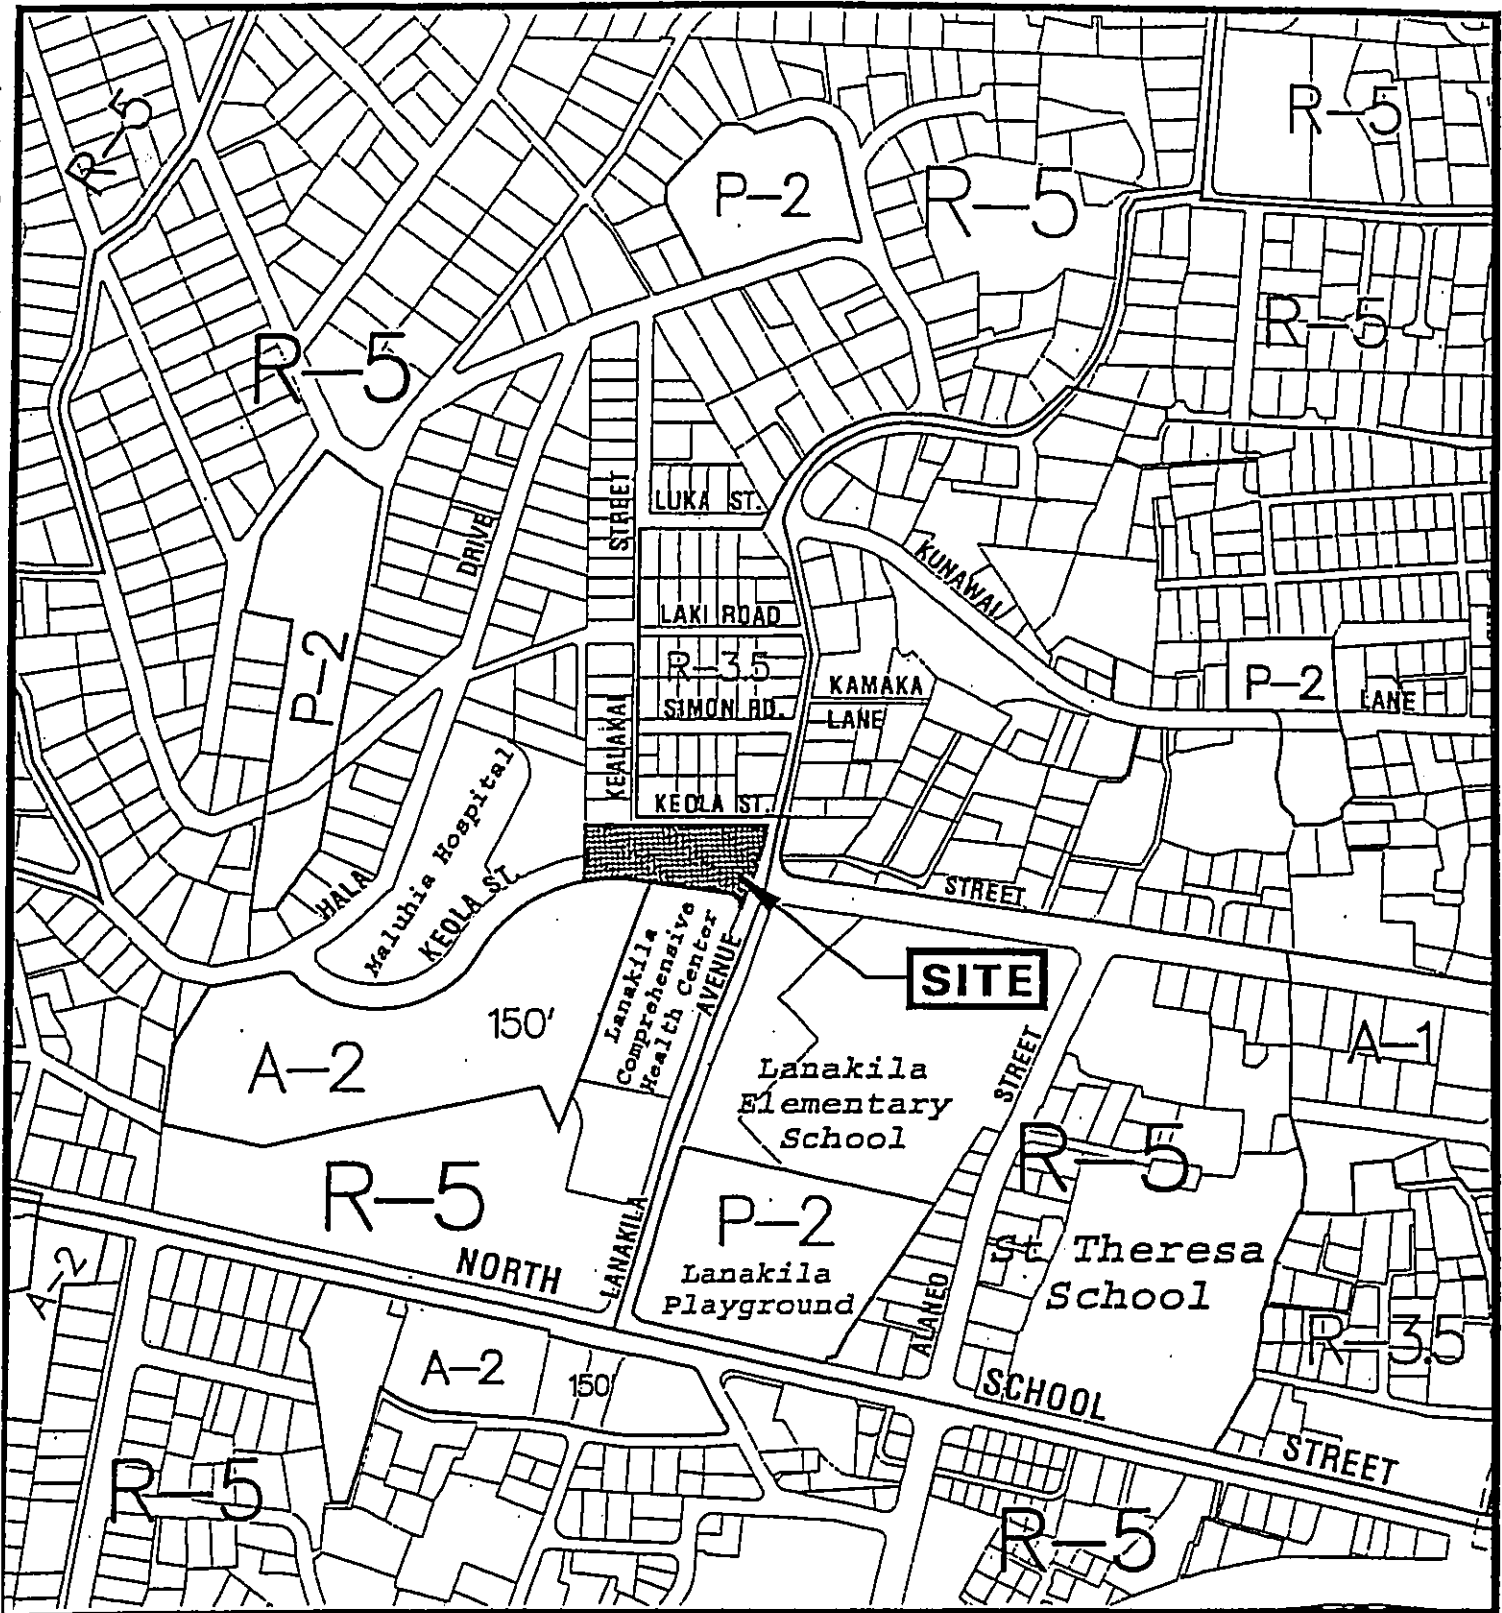 R-5
R-5
P-2
R-5
R-5
R-5
STREET
LUKA ST.
DRIVE
KUNAWAI
LAKI ROAD
P-2
R-3.5
KAMAKA
LANE
P-2
LANE
SIMON RD.
KEALAKAI
KEOLA ST.
Maluhia Hospital
HALA
KEOLA ST.
STREET
Lanakila
Comprehensive
Health Center
AVENUE
SITE
150'
A-2
Lanakila
Elementary
School
STREET
A-1
R-5
R-5
P-2
Lanakila
Playground
LANAKILA
NORTH
A-2
St Theresa
School
ALANEO
R-3.5
A-2
150'
SCHOOL
STREET
R-5
R-5